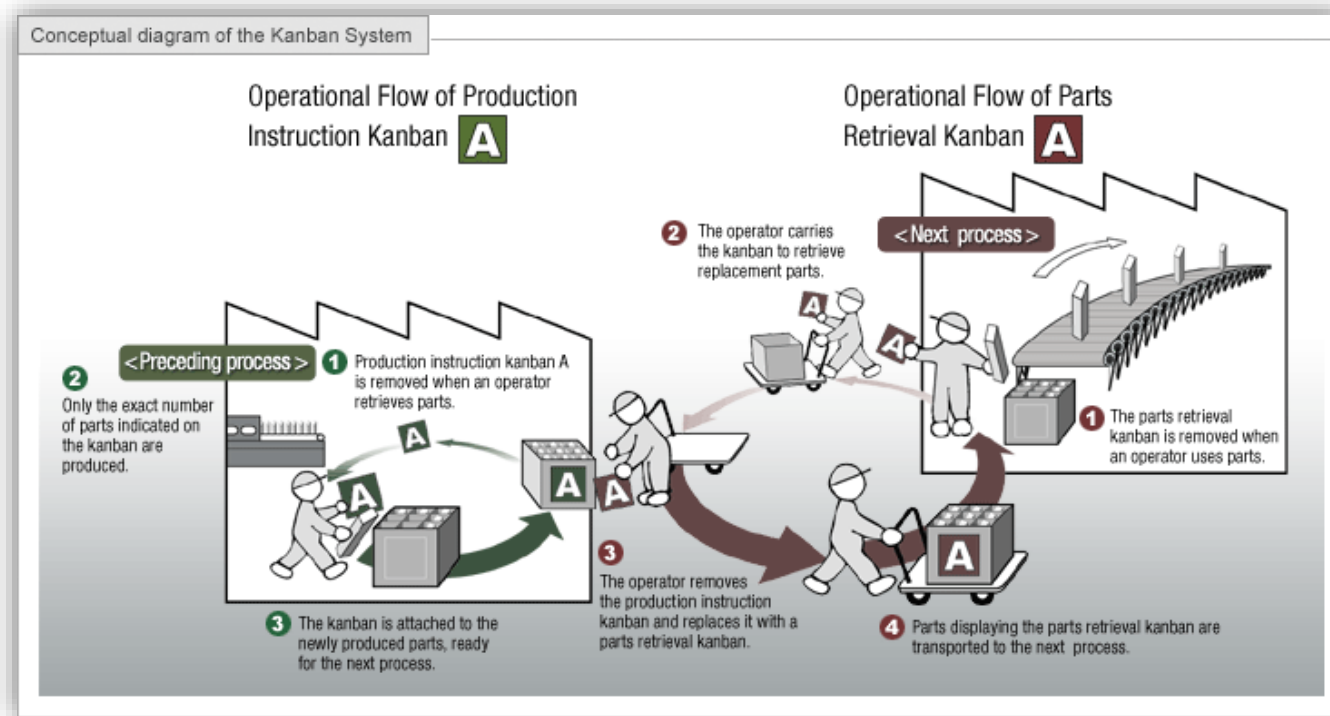 Conceptual diagram of the Kanban System
Operational Flow of Production
Instruction Kanban A
Operational Flow of Parts
Retrieval Kanban A
<Preceding process>
1 Production instruction kanban A
is removed when an operator
retrieves parts.
2
Only the exact number
of parts indicated on
the kanban are
produced.
A
A
A
A
3 The kanban is attached to the
newly produced parts, ready
for the next process.
<Next process>
1 The parts retrieval
kanban is removed when
an operator uses parts.
2 The operator carries
the kanban to retrieve
replacement parts.
A
A
3
The operator removes
the production instruction
kanban and replaces it with a
parts retrieval kanban.
A
4 Parts displaying the parts retrieval kanban are
transported to the next process.